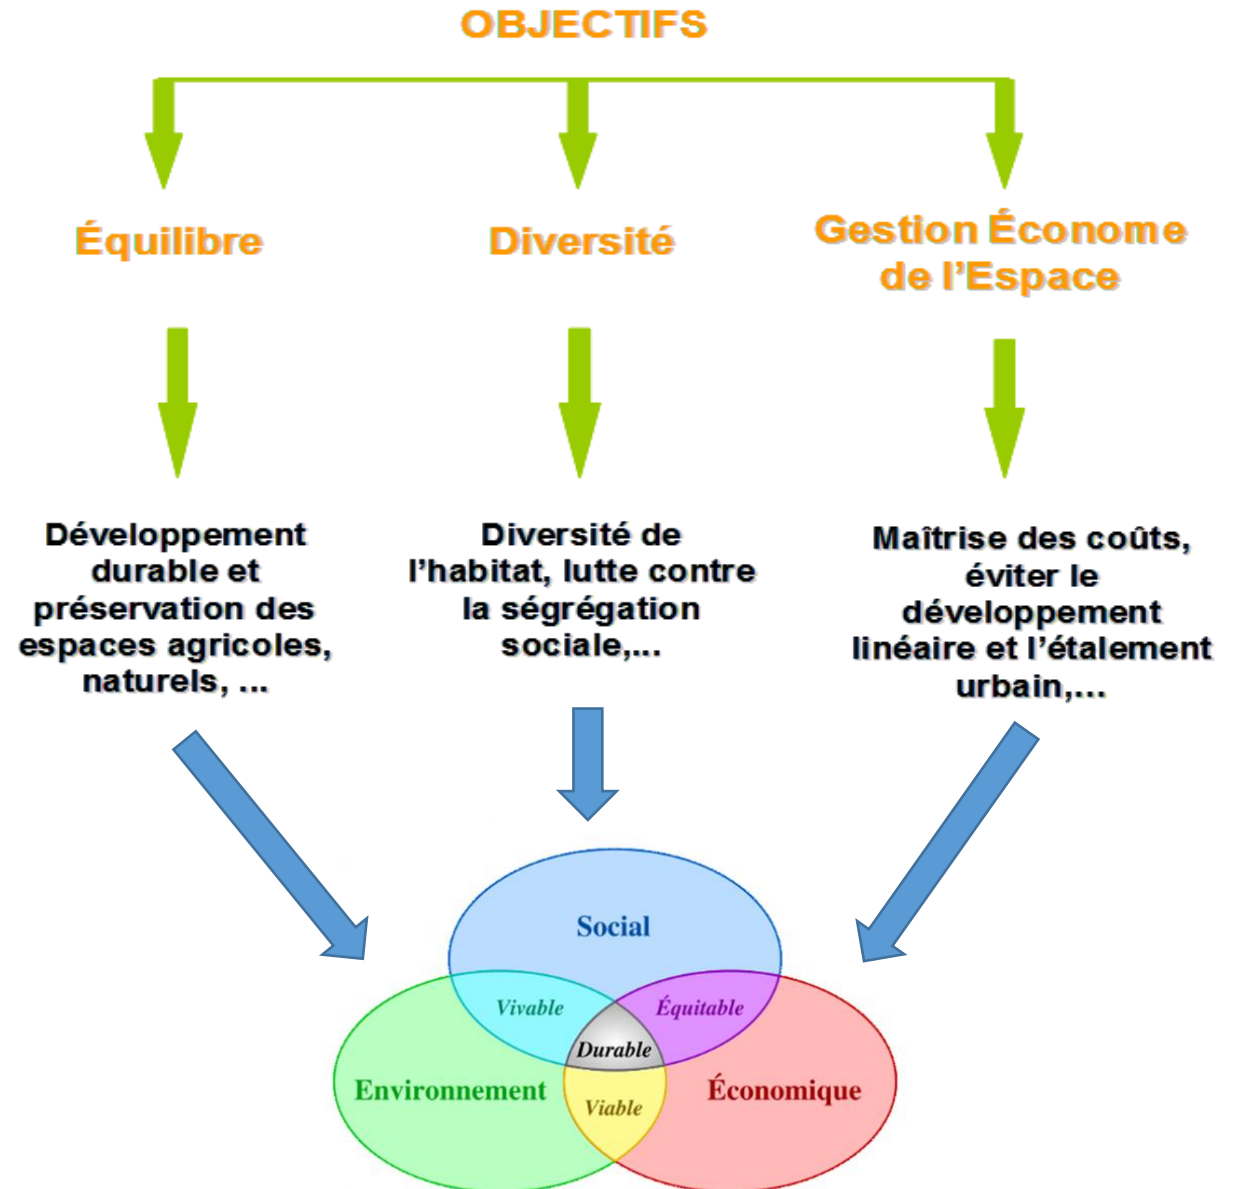 OBJECTIFS
Équilibre
Diversité
Gestion Économe
de l’Espace
Développement
durable et
préservation des
espaces agricoles,
naturels, ...
Diversité de
l’habitat, lutte contre
la ségrégation
sociale,...
Maîtrise des coûts,
éviter le
développement
linéaire et l’étalement
urbain,...
Social
Vivable
Équitable
Durable
Environnement
Économique
Viable